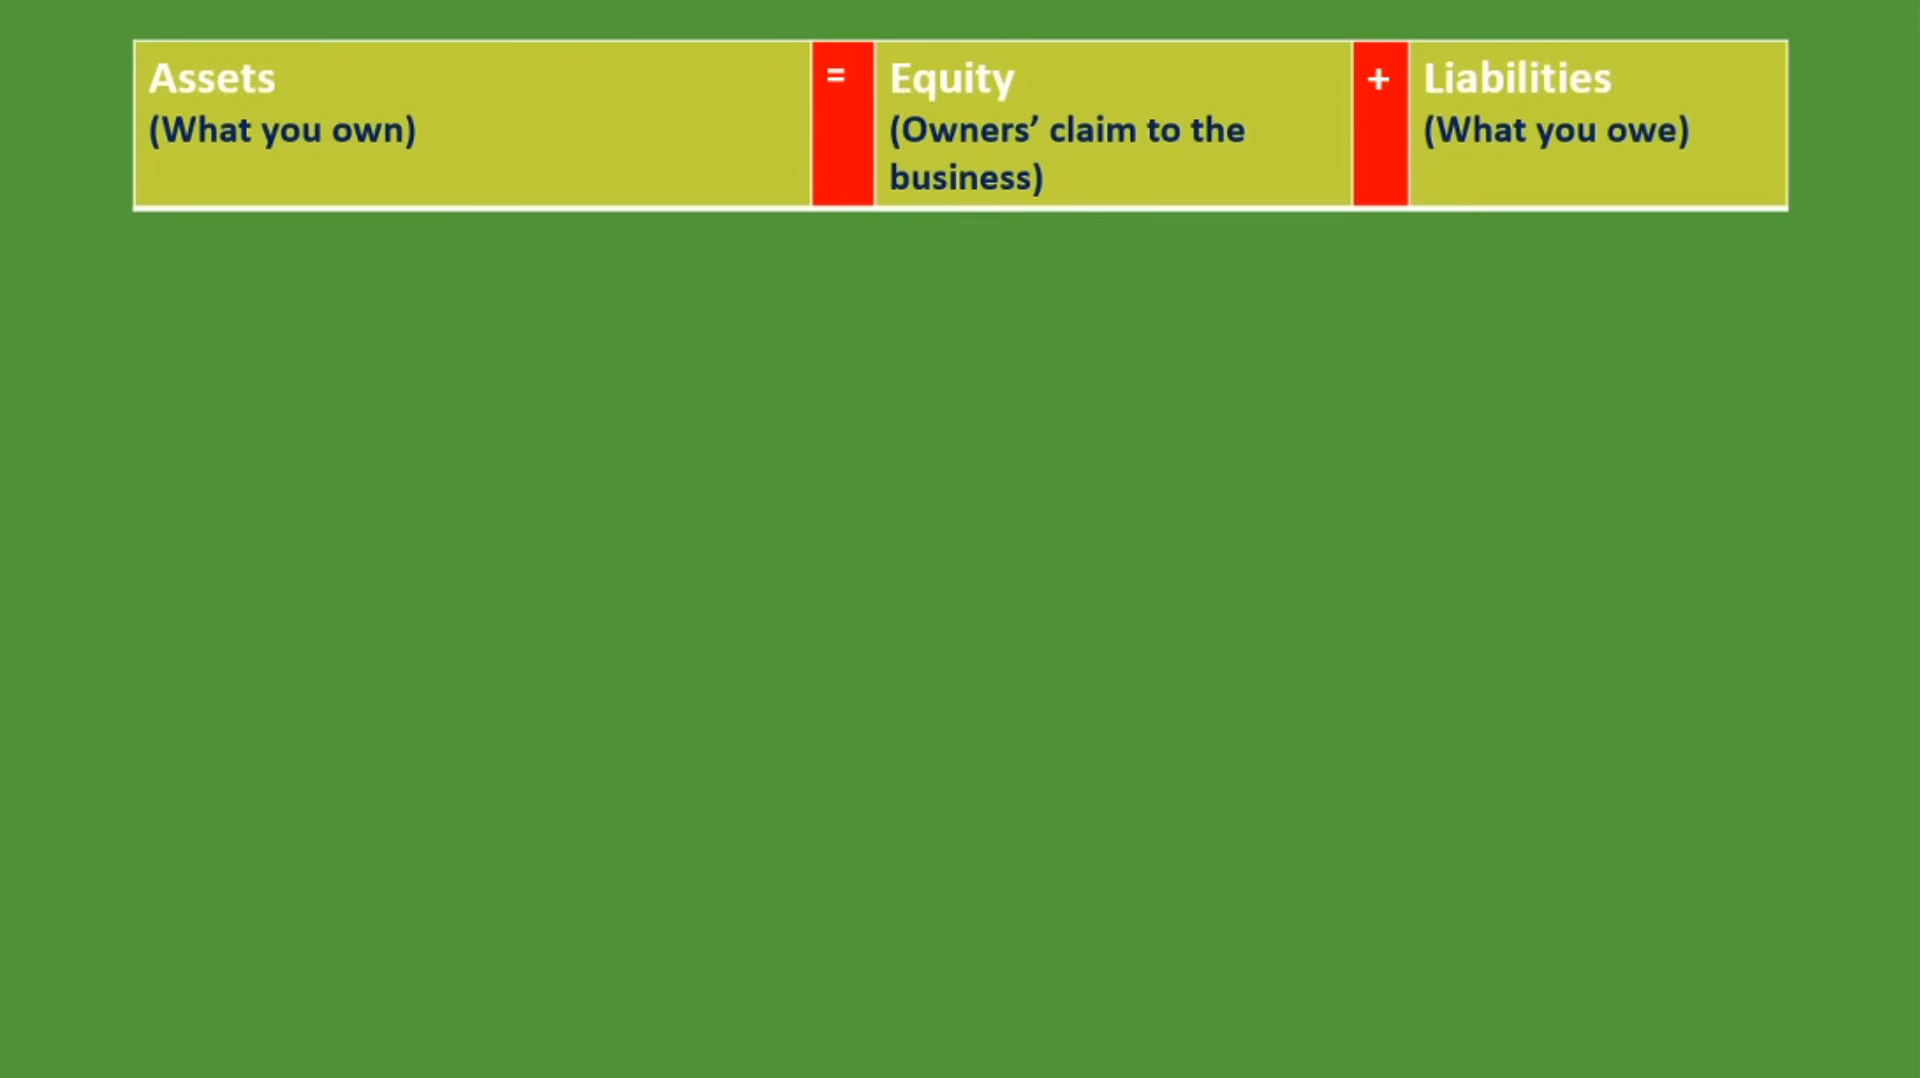 Assets
(What you own)
=
Equity
(Owners’ claim to the
business)
+
Liabilities
(What you owe)